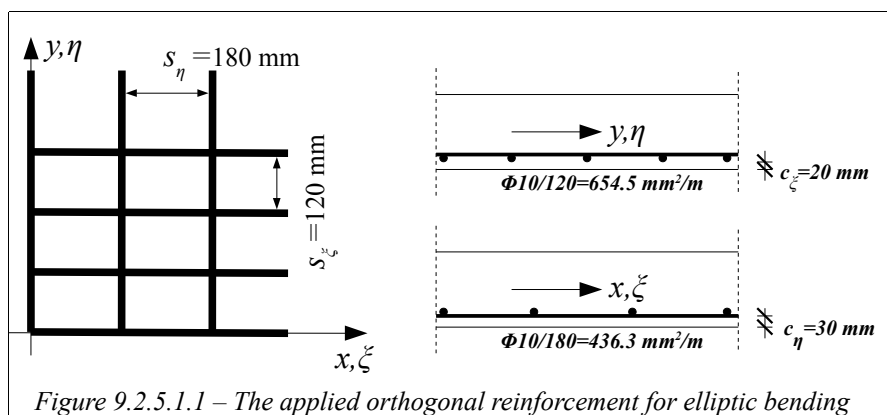 y,η
s_η =180 mm
s_ξ =120 mm
x,ξ
y,η
Φ10/120=654.5 mm²/m
c_ξ=20 mm
x,ξ
Φ10/180=436.3 mm²/m
c_η=30 mm
Figure 9.2.5.1.1 – The applied orthogonal reinforcement for elliptic bending